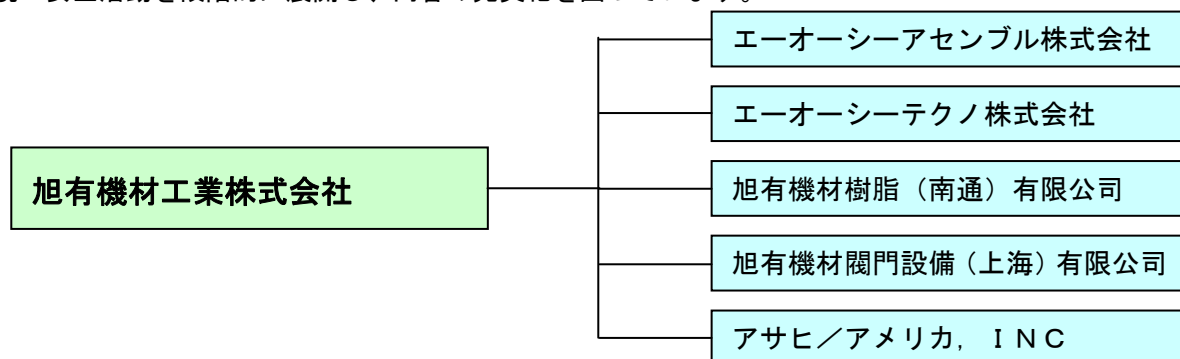 エーオーシーアセンブル株式会社
エーオーシーテクノ株式会社
旭有機材工業株式会社
旭有機材樹脂（南通）有限公司
旭有機材閥門設備（上海）有限公司
アサヒ／アメリカ，ＩＮＣ